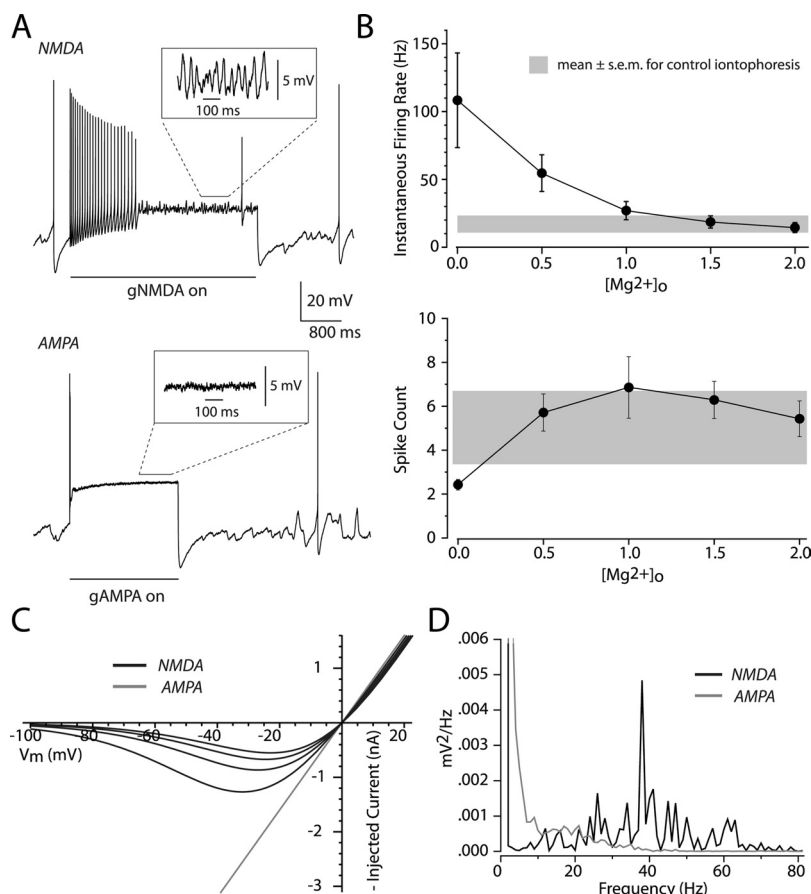 A
NMDA
5 mV
100 ms
gNMDA on
20 mV
800 ms
AMPA
5 mV
100 ms
gAMPA on
B
Instantaneous Firing Rate (Hz)
150
100
50
0
mean ± s.e.m. for control iontophoresis
0.0 0.5 1.0 1.5 2.0
[Mg2+]o
Spike Count
10
8
6
4
2
0
0.0 0.5 1.0 1.5 2.0
[Mg2+]o
C
NMDA
AMPA
1
-100 -80 -60 -40 -20 20
Vm (mV)
-1
-2
-3
- Injected Current (nA)
D
mV2/Hz
.006
.005
.004
.003
.002
.001
.000
NMDA
AMPA
0 20 40 60 80
Frequency (Hz)